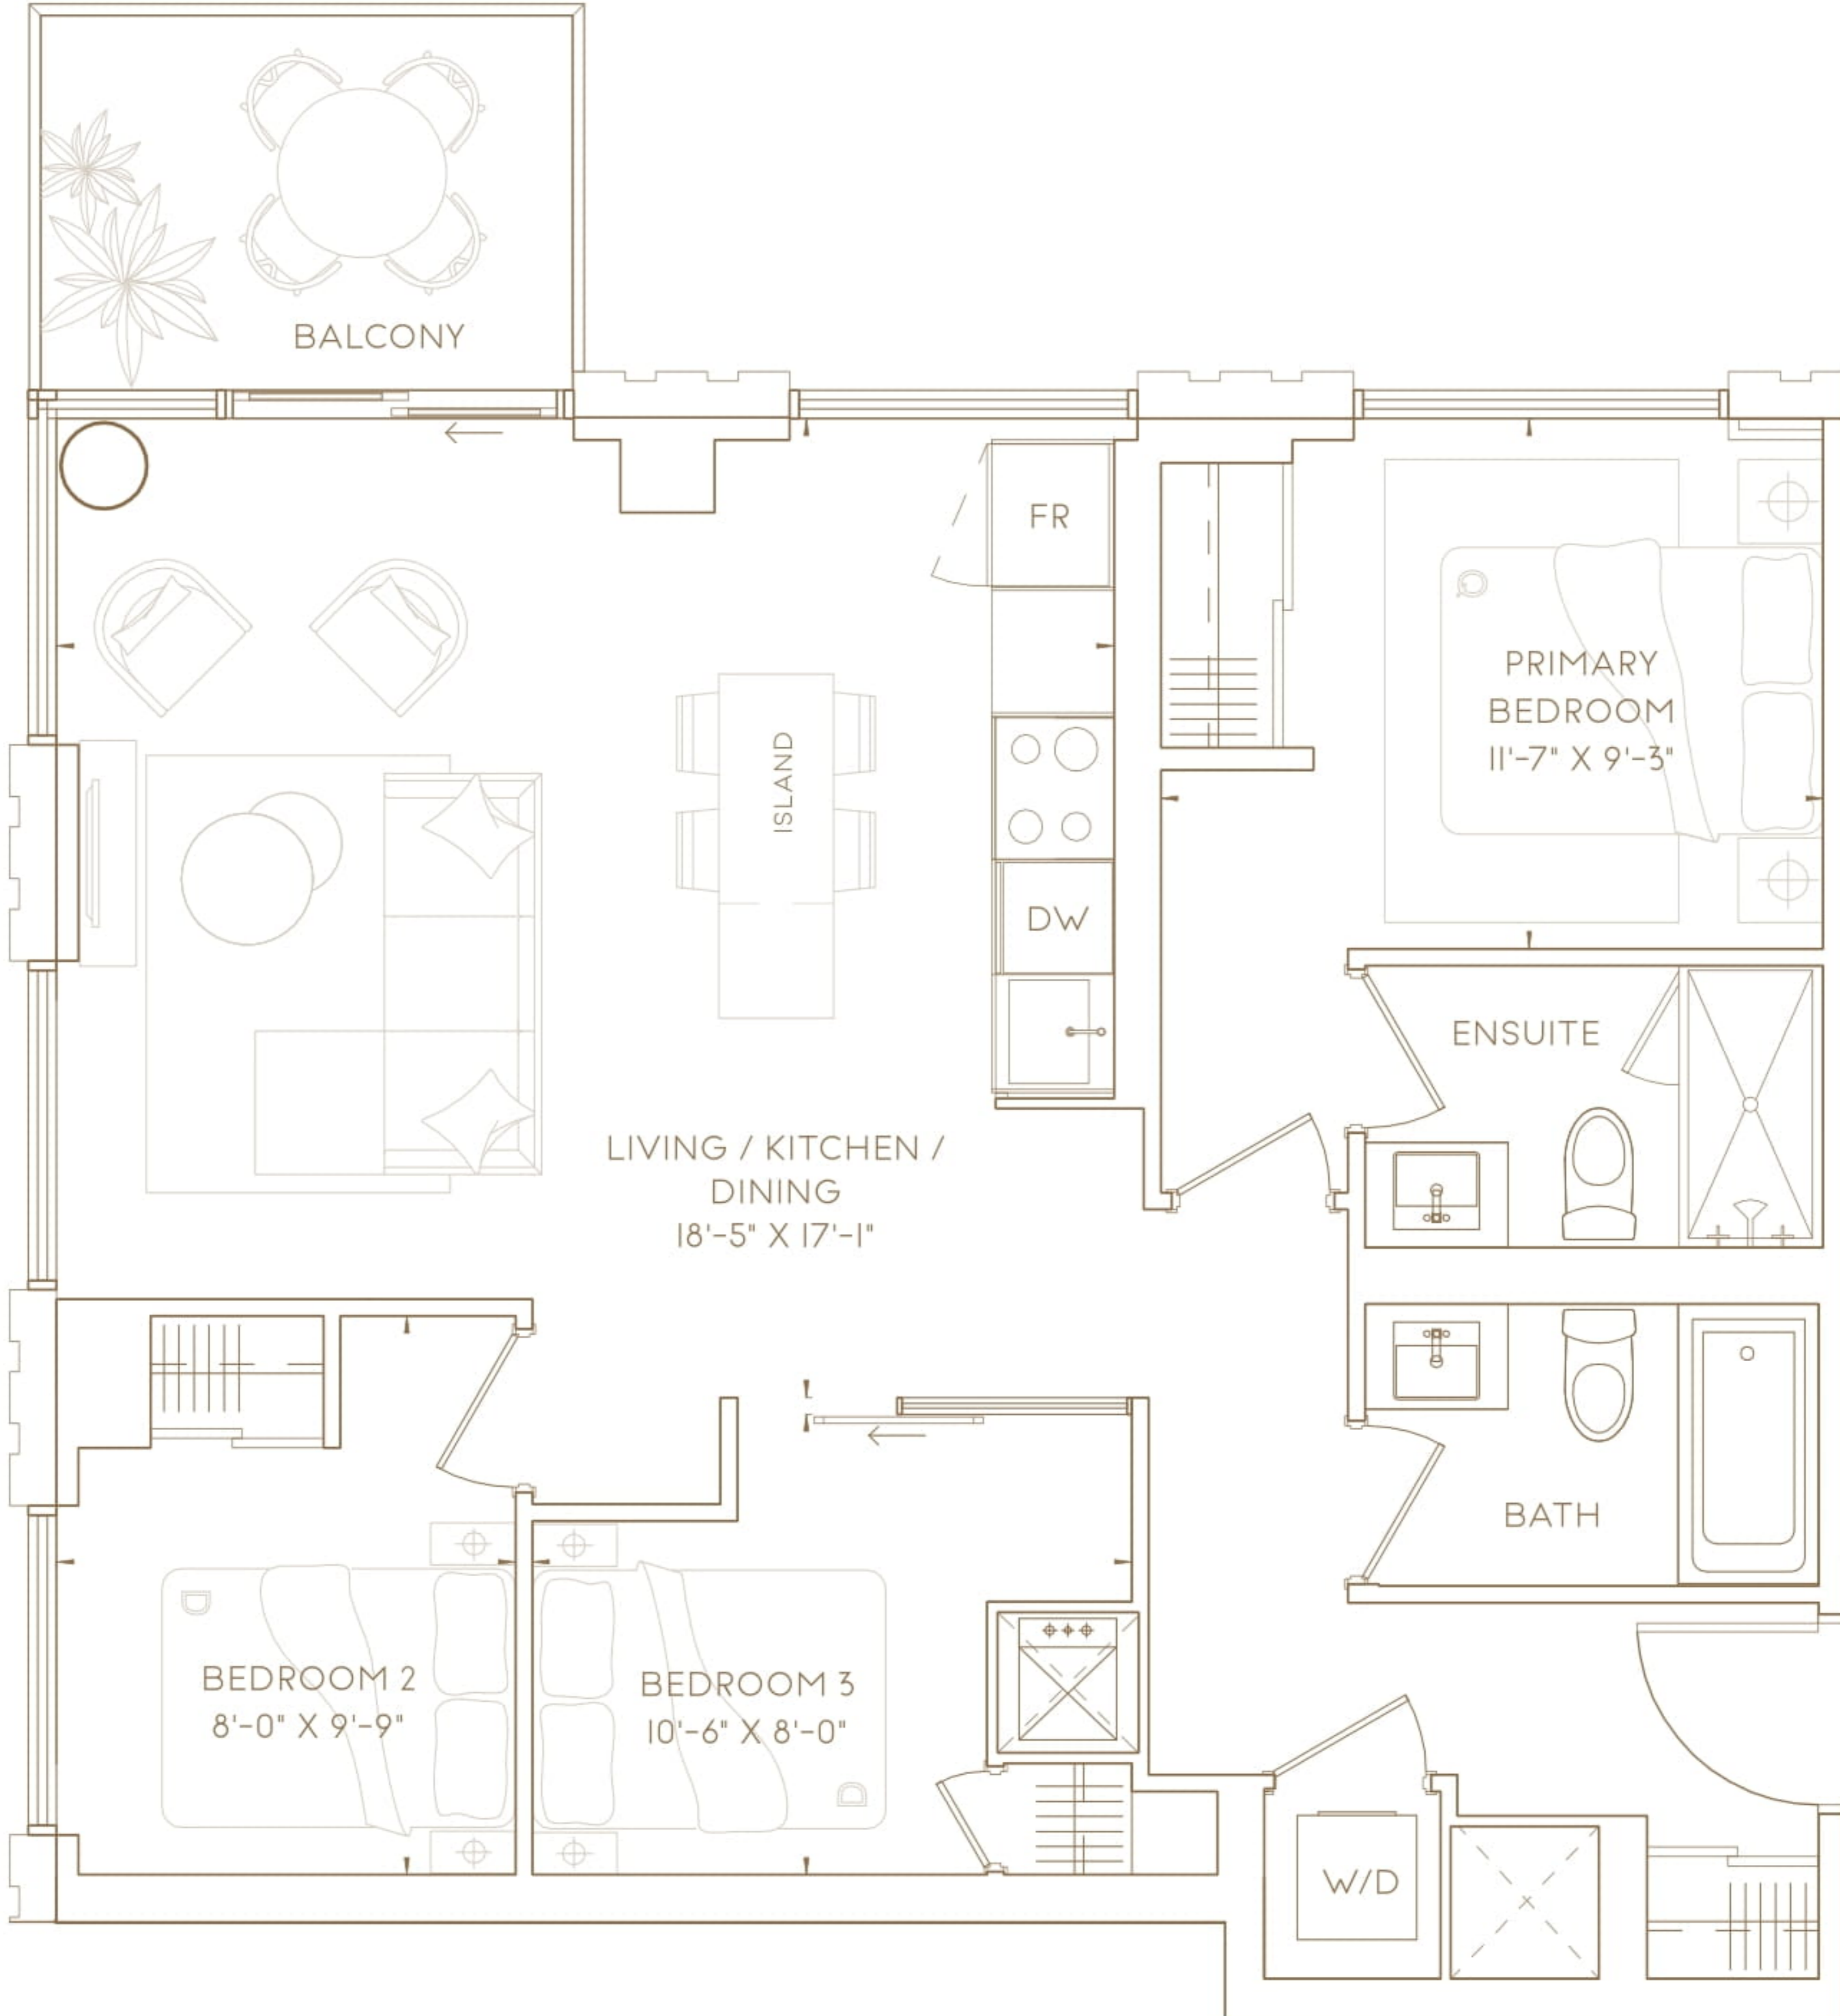 BALCONY
FR
PRIMARY
BEDROOM
11'-7" X 9'-3"
ISLAND
DW
ENSUITE
LIVING / KITCHEN /
DINING
18'-5" X 17'-1"
BATH
BEDROOM 2
8'-0" X 9'-9"
BEDROOM 3
10'-6" X 8'-0"
W/D